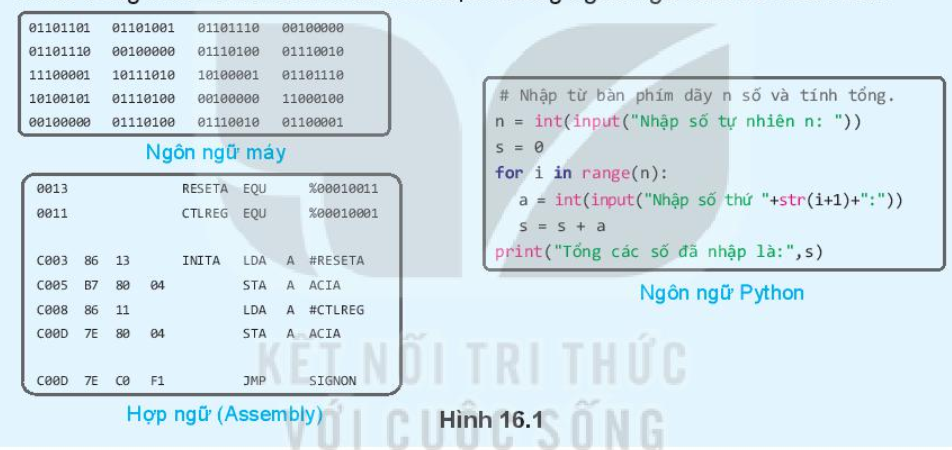 01101101 01101001 01101110 00100000
01101110 00100000 01110100 01110010
11100001 10111010 10100001 01101110
10100101 01110100 00100000 11000100
00100000 01110100 01110010 01100001
Ngôn ngữ máy
0013 RESETA EQU %00010011
0011 CTLREG EQU %00010001
C003 86 13 INITA LDA A #RESETA
C005 B7 80 04 STA A ACIA
C008 86 11 LDA A #CTLREG
C00D 7E 80 04 STA A ACIA
C00D 7E C0 F1 JMP SIGNON
Hợp ngữ (Assembly)
# Nhập từ bàn phím dãy n số và tính tổng.
n = int(input("Nhập số tự nhiên n: "))
s = 0
for i in range(n):
a = int(input("Nhập số thứ "+str(i+1)+":"))
s = s + a
print("Tổng các số đã nhập là:",s)
Ngôn ngữ Python
KẾT NỐI TRI THỨC
VỚI CUỘC SỐNG
Hình 16.1